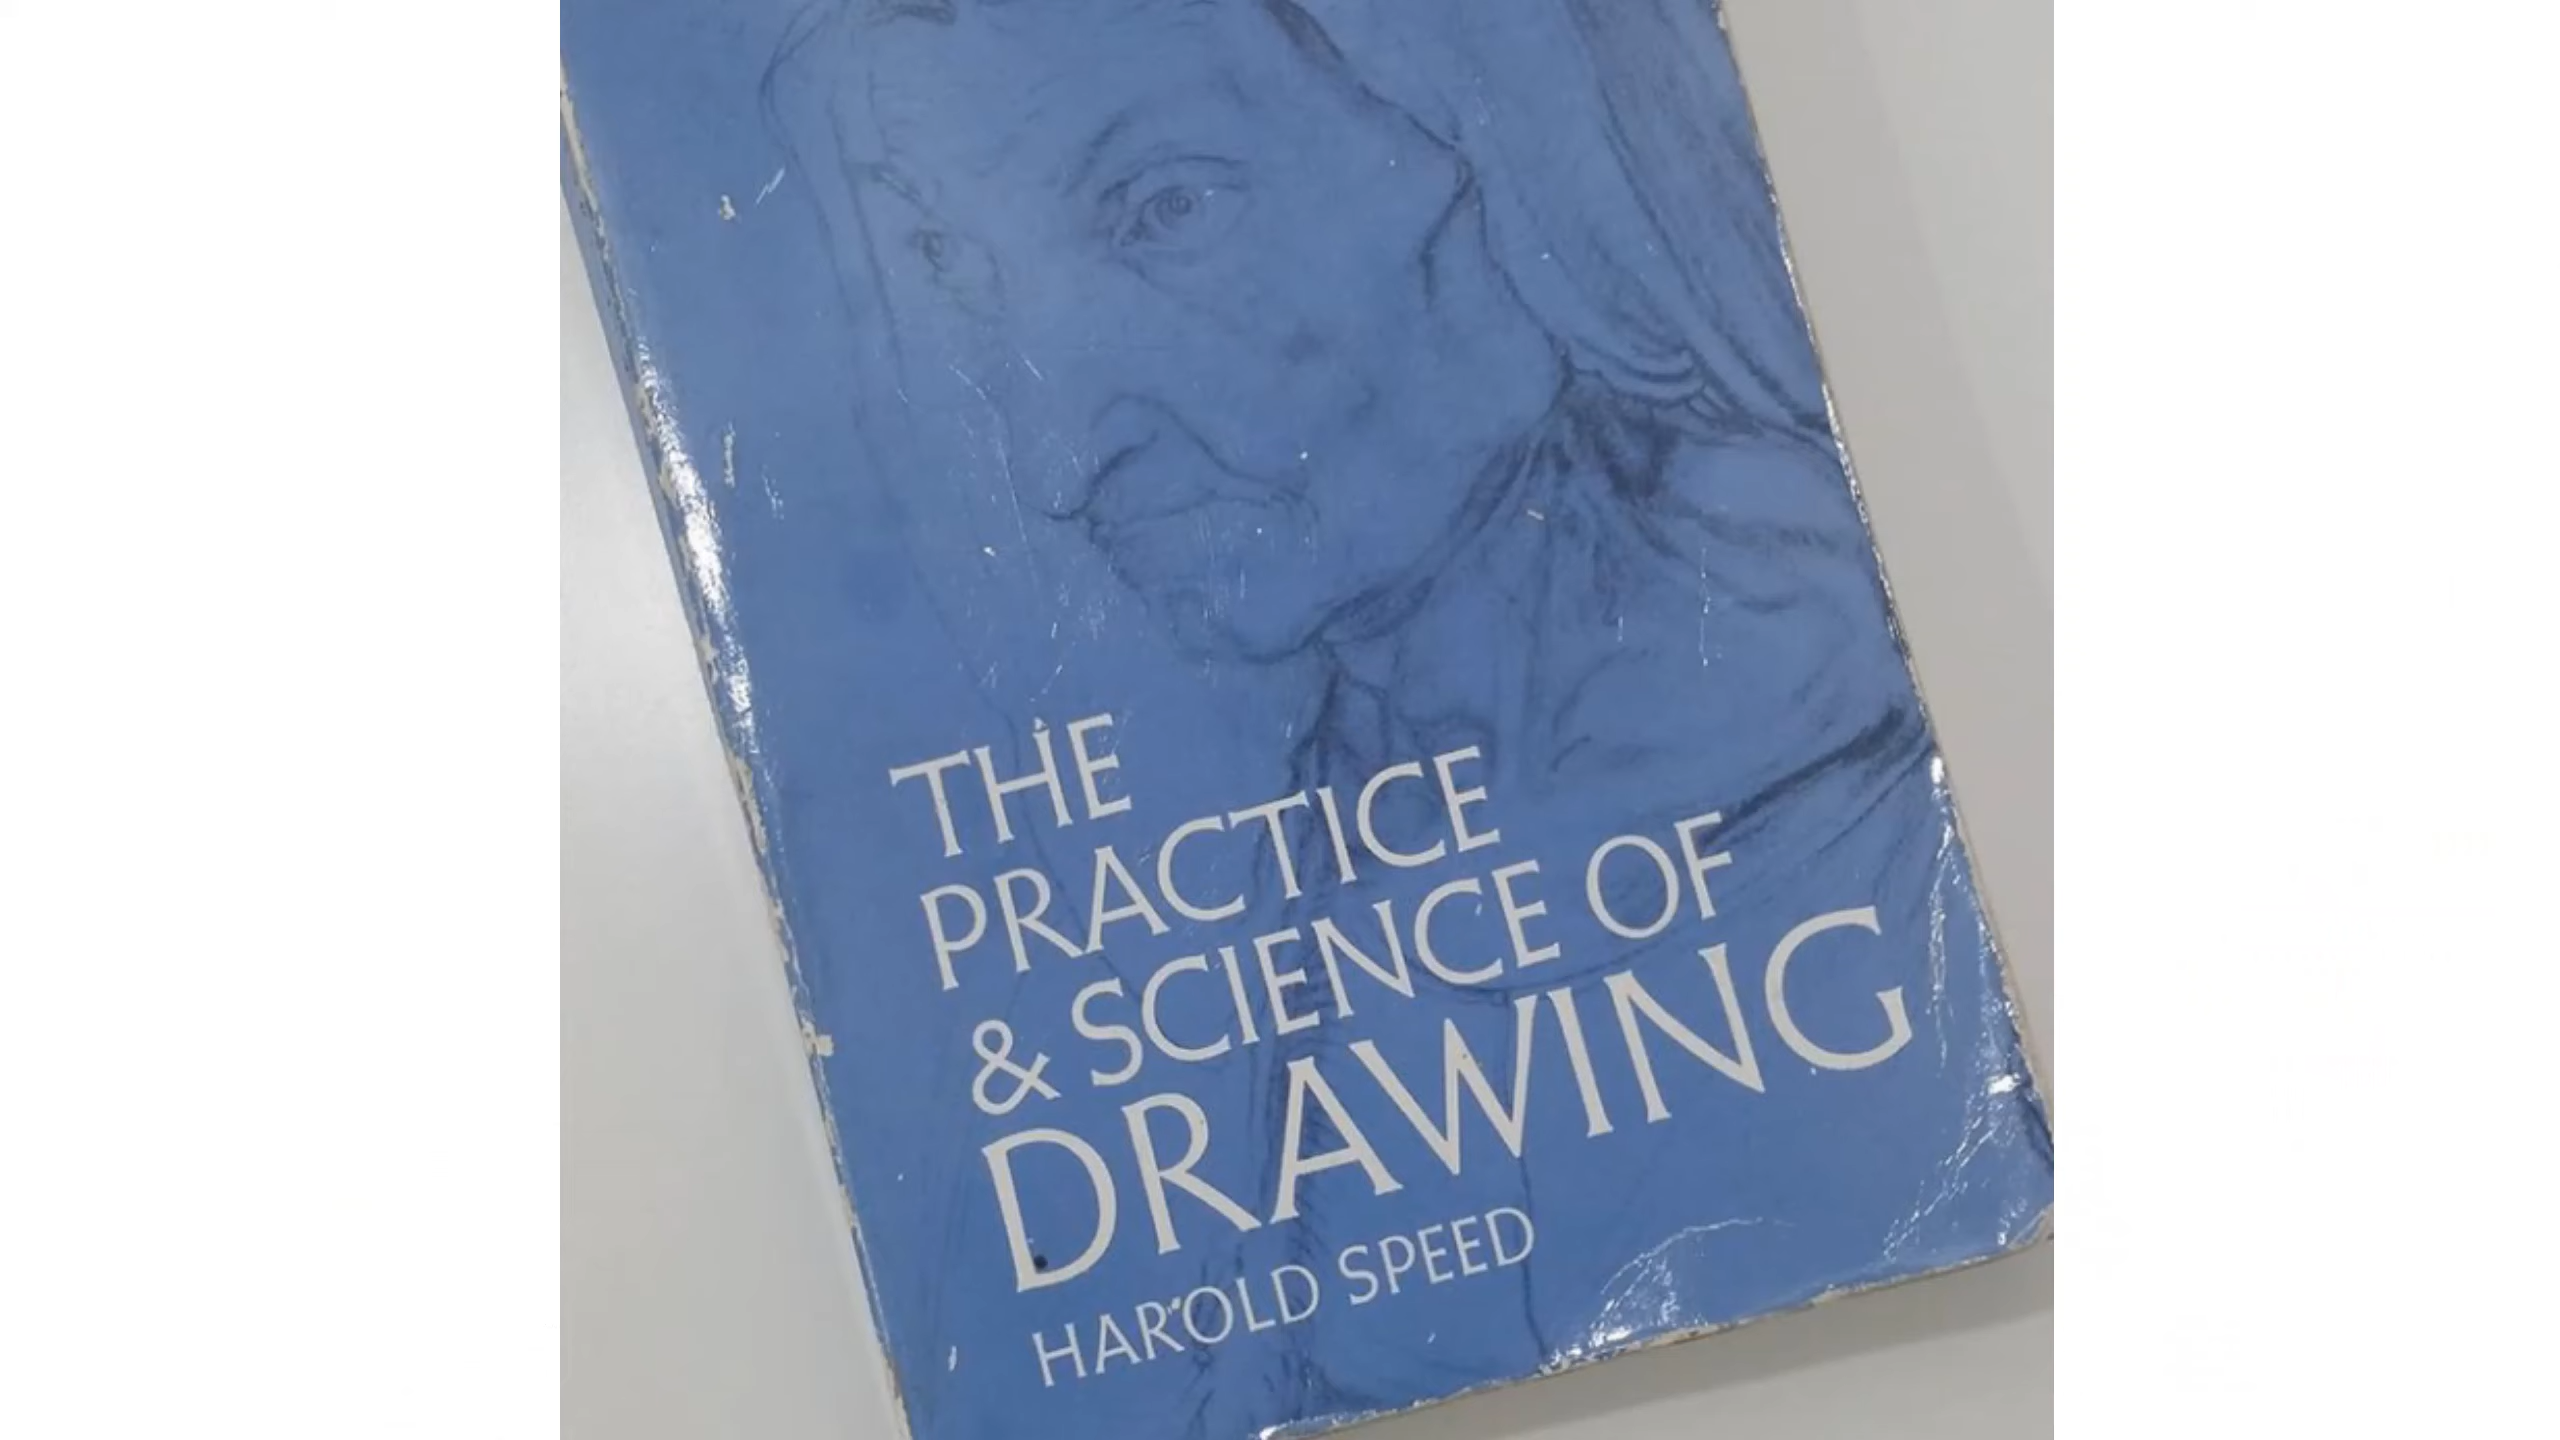 THE
PRACTICE
& SCIENCE OF
DRAWING
HAROLD SPEED